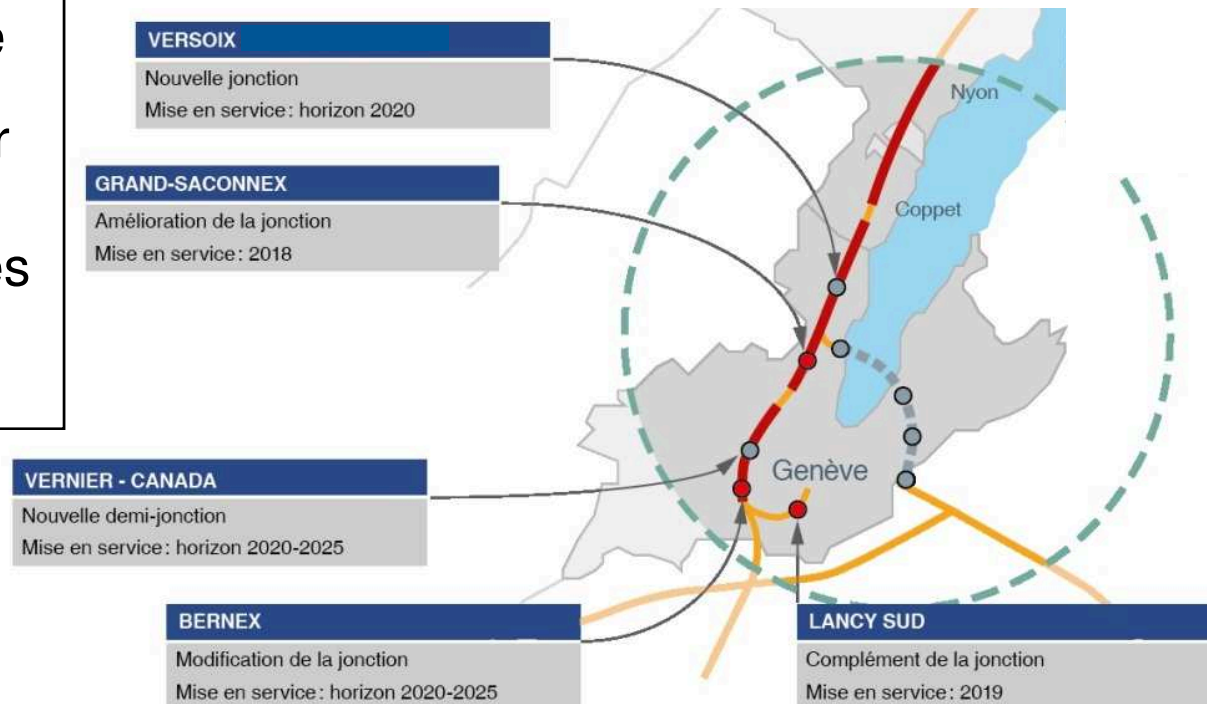 e
r
es
VERSOIX
Nouvelle jonction
Mise en service : horizon 2020
GRAND-SACONNEX
Amélioration de la jonction
Mise en service : 2018
Nyon
Coppet
Genève
VERNIER - CANADA
Nouvelle demi-jonction
Mise en service : horizon 2020-2025
BERNEX
Modification de la jonction
Mise en service : horizon 2020-2025
LANCY SUD
Complément de la jonction
Mise en service : 2019